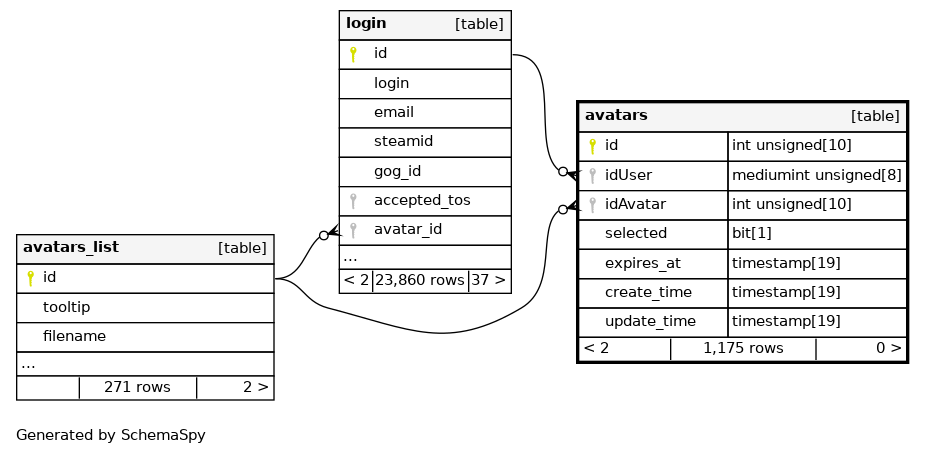 login [table]
id
login
email
steamid
gog_id
accepted_tos
avatar_id
...
< 2 23,860 rows 37 >
avatars [table]
id int unsigned[10]
idUser mediumint unsigned[8]
idAvatar int unsigned[10]
selected bit[1]
expires_at timestamp[19]
create_time timestamp[19]
update_time timestamp[19]
< 2 1,175 rows 0 >
avatars_list [table]
id
tooltip
filename
...
271 rows 2 >
Generated by SchemaSpy